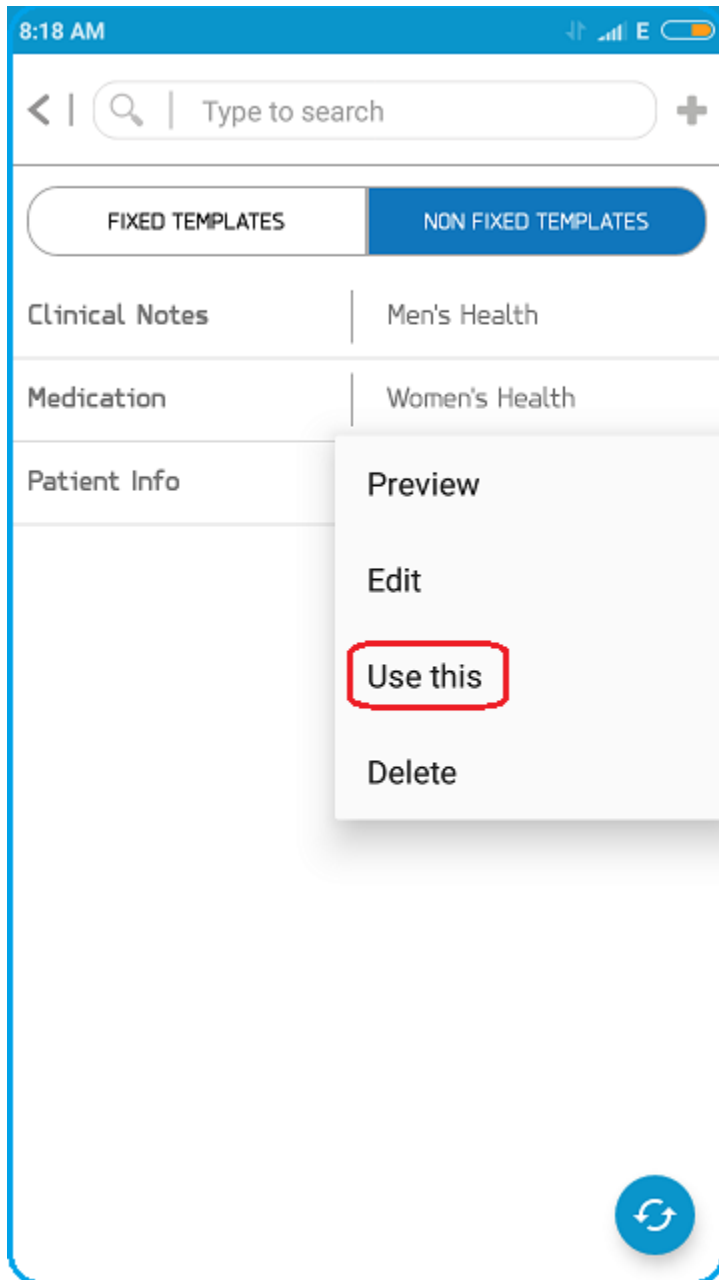 8:18 AM E
Type to search
FIXED TEMPLATES NON FIXED TEMPLATES
Clinical Notes Men's Health
Medication Women's Health
Patient Info
Preview
Edit
Use this
Delete